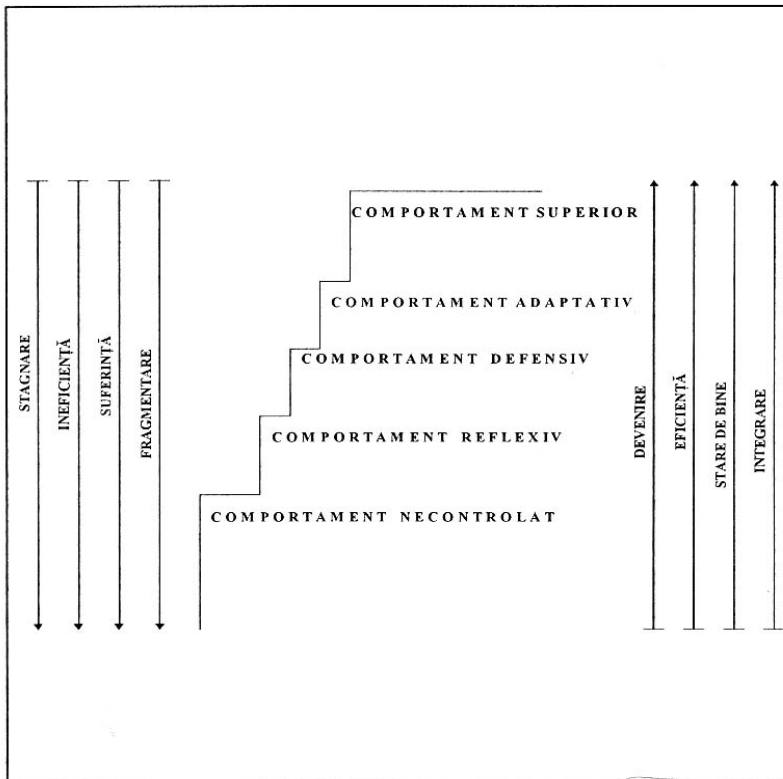 COMPORTAMENT SUPERIOR
COMPORTAMENT ADAPTATIV
COMPORTAMENT DEFENSIV
COMPORTAMENT REFLEXIV
COMPORTAMENT NECONTROLAT
STAGNARE
INEFICIENȚĂ
SUFERINȚĂ
FRAGMENTARE
DEVENIRE
EFICIENȚĂ
STARE DE BINE
INTEGRARE